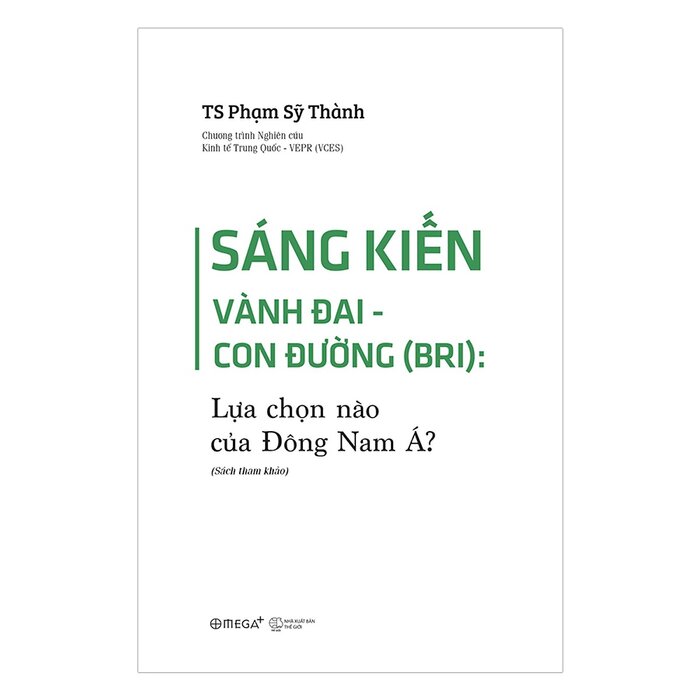 TS Phạm Sỹ Thành
Chương trình Nghiên cứu
Kinh tế Trung Quốc - VEPR (VCES)
SÁNG KIẾN
VÀNH ĐAI -
CON ĐƯỜNG (BRI):
Lựa chọn nào
của Đông Nam Á?
(Sách tham khảo)
OMEGA+
NHÀ XUẤT BẢN
THẾ GIỚI